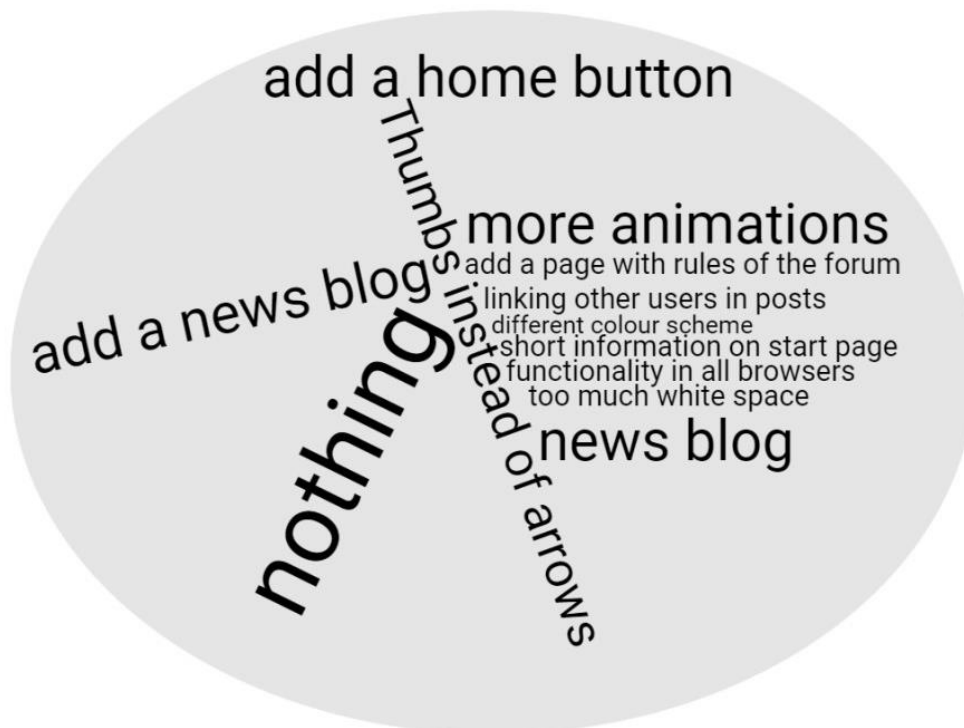 add a home button
Thumbs instead of arrows
more animations
add a page with rules of the forum
add a news blog
linking other users in posts
different colour scheme
short information on start page
functionality in all browsers
too much white space
nothing
news blog